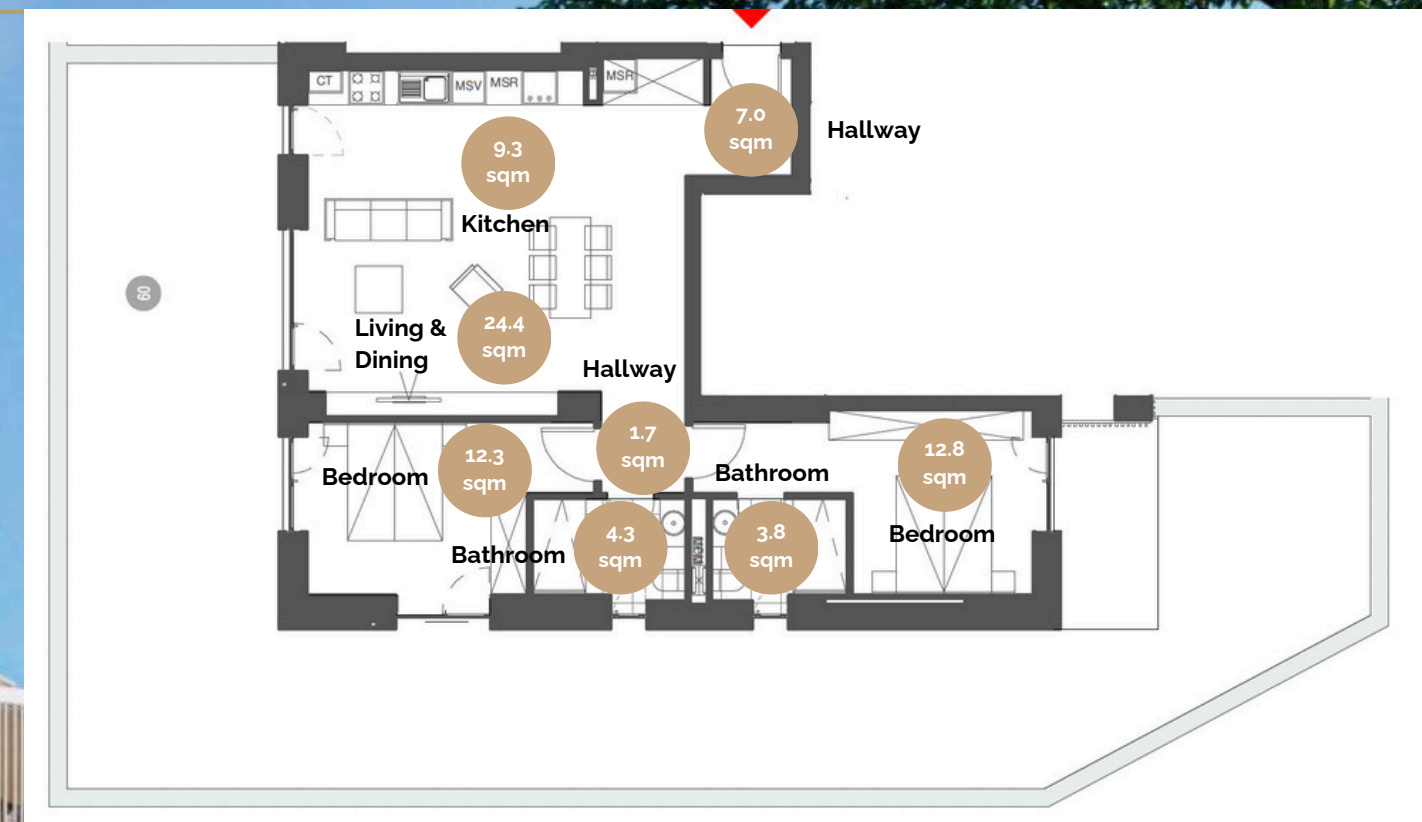 CT
MSV
MSR
MSR
7.0
sqm
Hallway
9.3
sqm
Kitchen
60
Living &
Dining
24.4
sqm
Hallway
1.7
sqm
Bedroom
12.3
sqm
Bathroom
12.8
sqm
Bedroom
Bathroom
4.3
sqm
3.8
sqm